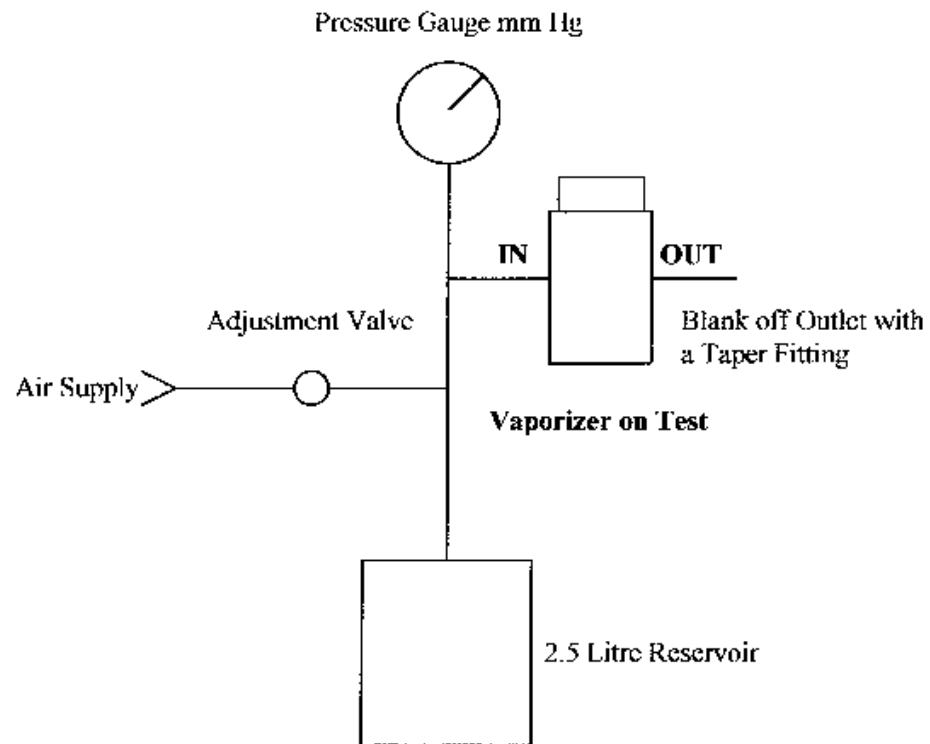 Pressure Gauge mm Hg
IN
OUT
Adjustment Valve
Blank off Outlet with
a Taper Fitting
Air Supply
Vaporizer on Test
2.5 Litre Reservoir